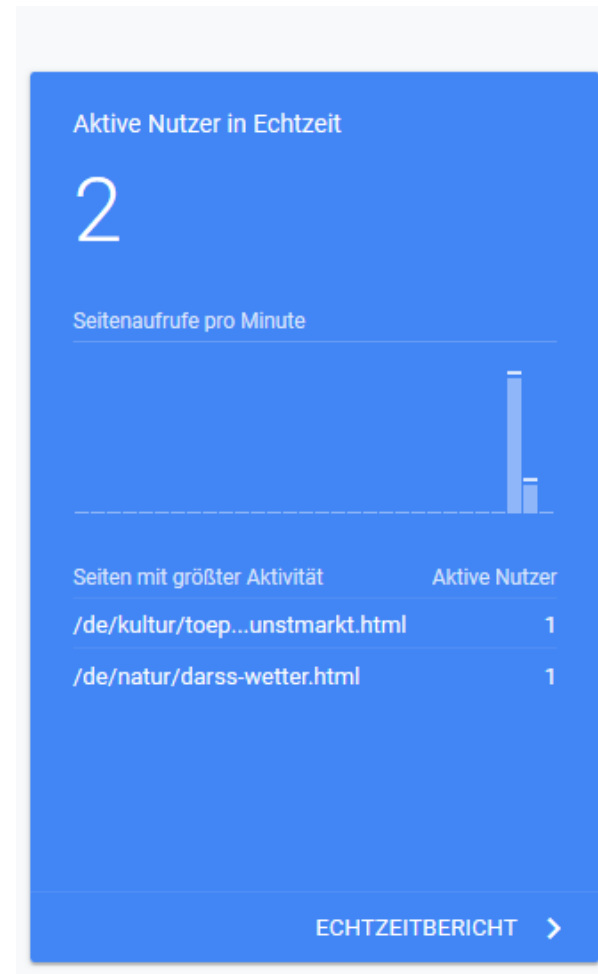 Aktive Nutzer in Echtzeit
2
Seitenaufrufe pro Minute
Seiten mit größter Aktivität Aktive Nutzer
/de/kultur/toep...unstmarkt.html 1
/de/natur/darss-wetter.html 1
ECHTZEITBERICHT